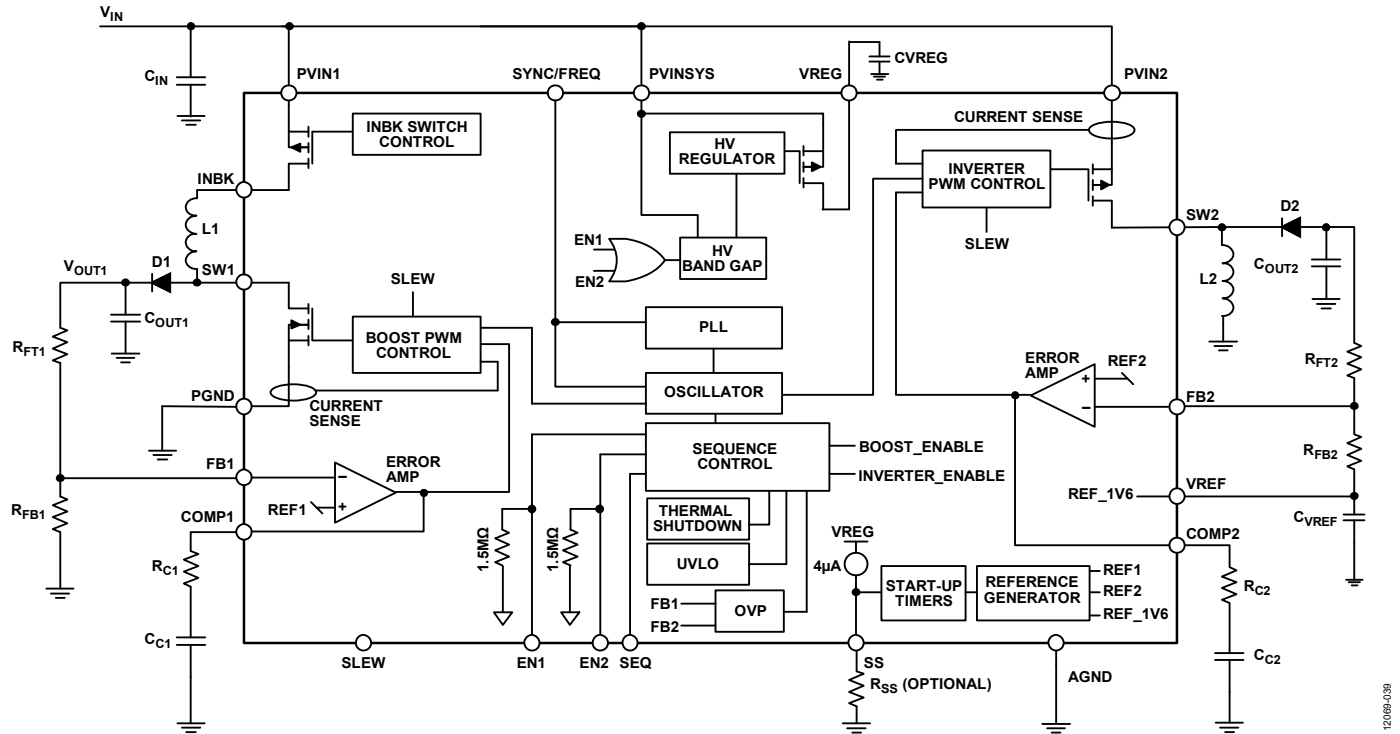 VIN
CIN
PVIN1
SYNC/FREQ
PVINSYS
VREG
CVREG
PVIN2
INBK SWITCH
CONTROL
HV
REGULATOR
CURRENT SENSE
INVERTER
PWM CONTROL
INBK
L1
EN1
EN2
HV
BAND GAP
SLEW
SW2
D2
L2
COUT2
VOUT1
D1
SW1
COUT1
SLEW
BOOST PWM
CONTROL
PLL
RFT1
PGND
CURRENT
SENSE
OSCILLATOR
ERROR
AMP
REF2
+
−
RFT2
FB2
SEQUENCE
CONTROL
BOOST_ENABLE
INVERTER_ENABLE
FB1
ERROR
AMP
−
+
REF1
RFB2
VREF
REF_1V6
CVREF
RFB1
COMP1
THERMAL
SHUTDOWN
COMP2
RC1
1.5MΩ
1.5MΩ
UVLO
VREG
4µA
START-UP
TIMERS
REFERENCE
GENERATOR
REF1
REF2
REF_1V6
RC2
FB1
FB2
OVP
CC1
SLEW
EN1
EN2
SEQ
SS
RSS (OPTIONAL)
AGND
CC2
12069-039